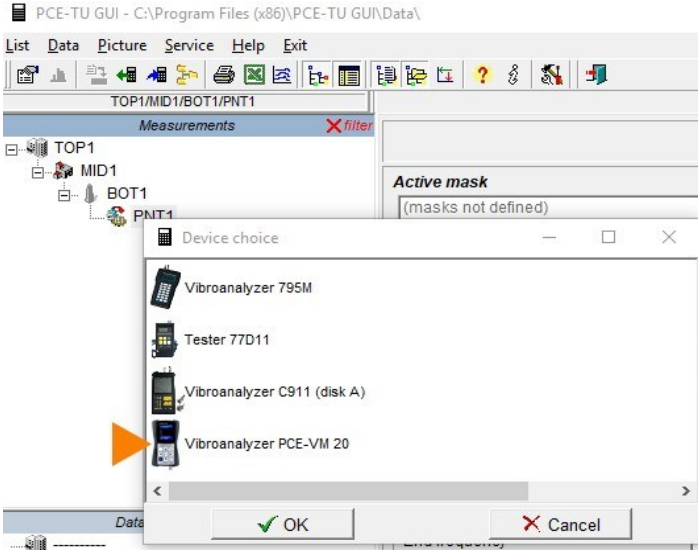 PCE-TU GUI - C:\Program Files (x86)\PCE-TU GUI\Data\
List Data Picture Service Help Exit
TOP1/MID1/BOT1/PNT1
Measurements
filter
TOP1
MID1
BOT1
PNT1
Active mask
(masks not defined)
Device choice
Vibroanalyzer 795M
Tester 77D11
Vibroanalyzer C911 (disk A)
Vibroanalyzer PCE-VM 20
Data
OK
Cancel
----------
End frequency